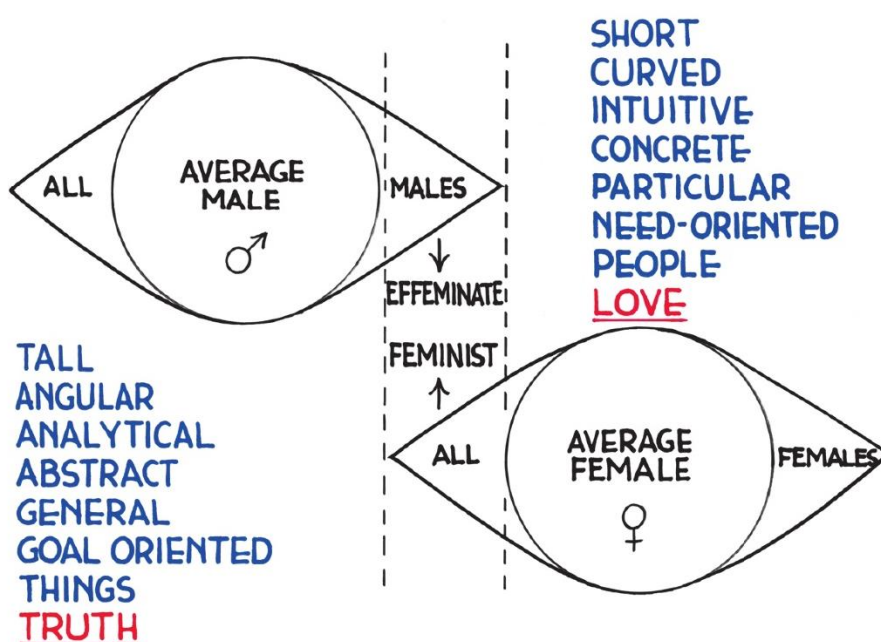 SHORT
CURVED
INTUITIVE
CONCRETE
PARTICULAR
NEED-ORIENTED
PEOPLE
LOVE
ALL
AVERAGE
MALE
MALES
EFFEMINATE
FEMINIST
TALL
ANGULAR
ANALYTICAL
ABSTRACT
GENERAL
GOAL ORIENTED
THINGS
TRUTH
ALL
AVERAGE
FEMALE
FEMALES